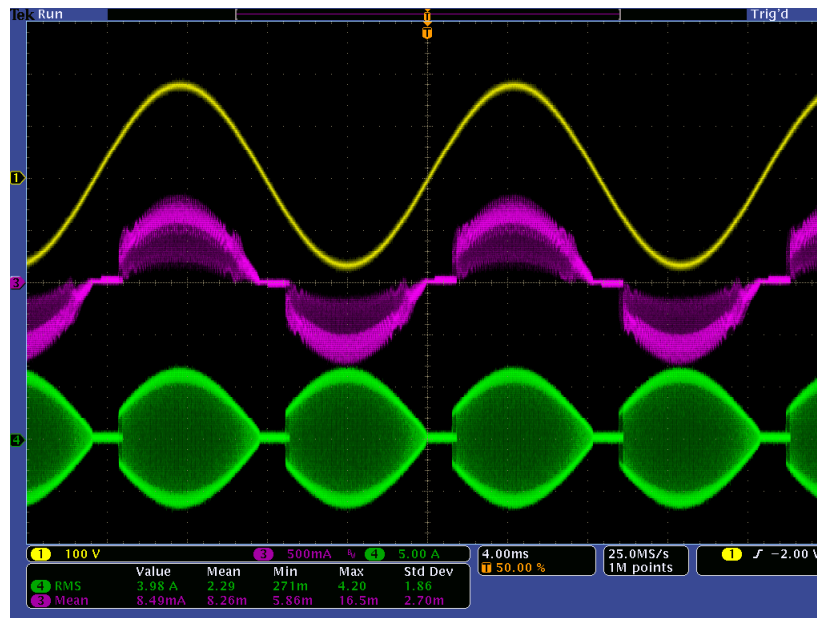 Tek Run Trig'd
T
T
1
3
4
1 100 V 3 500mA 4 5.00 A
4.00ms
T 50.00 %
25.0MS/s
1M points
1 -2.00 V
Value Mean Min Max Std Dev
4 RMS 3.98 A 2.29 271m 4.20 1.86
3 Mean 8.49mA 8.26m 5.86m 16.5m 2.70m